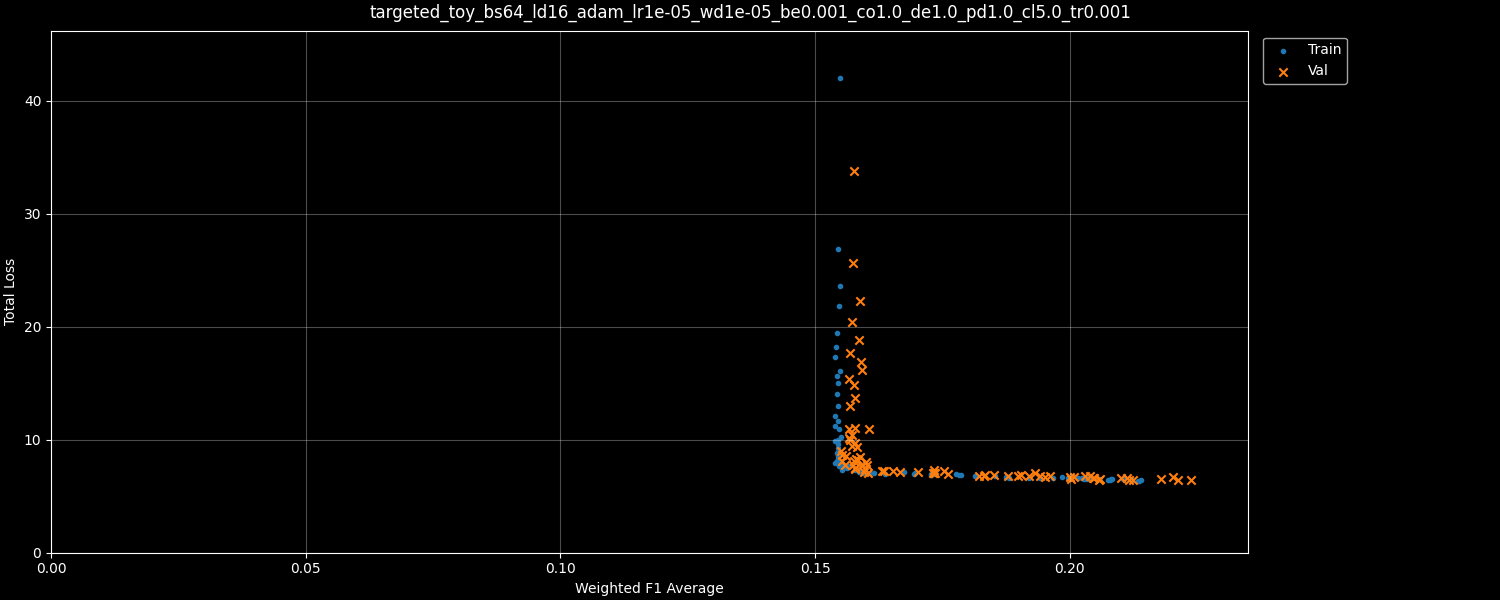 targeted_toy_bs64_ld16_adam_lr1e-05_wd1e-05_be0.001_co1.0_de1.0_pd1.0_cl5.0_tr0.001
Train
Val
Total Loss
40
30
20
10
0
0.00 0.05 0.10 0.15 0.20
Weighted F1 Average